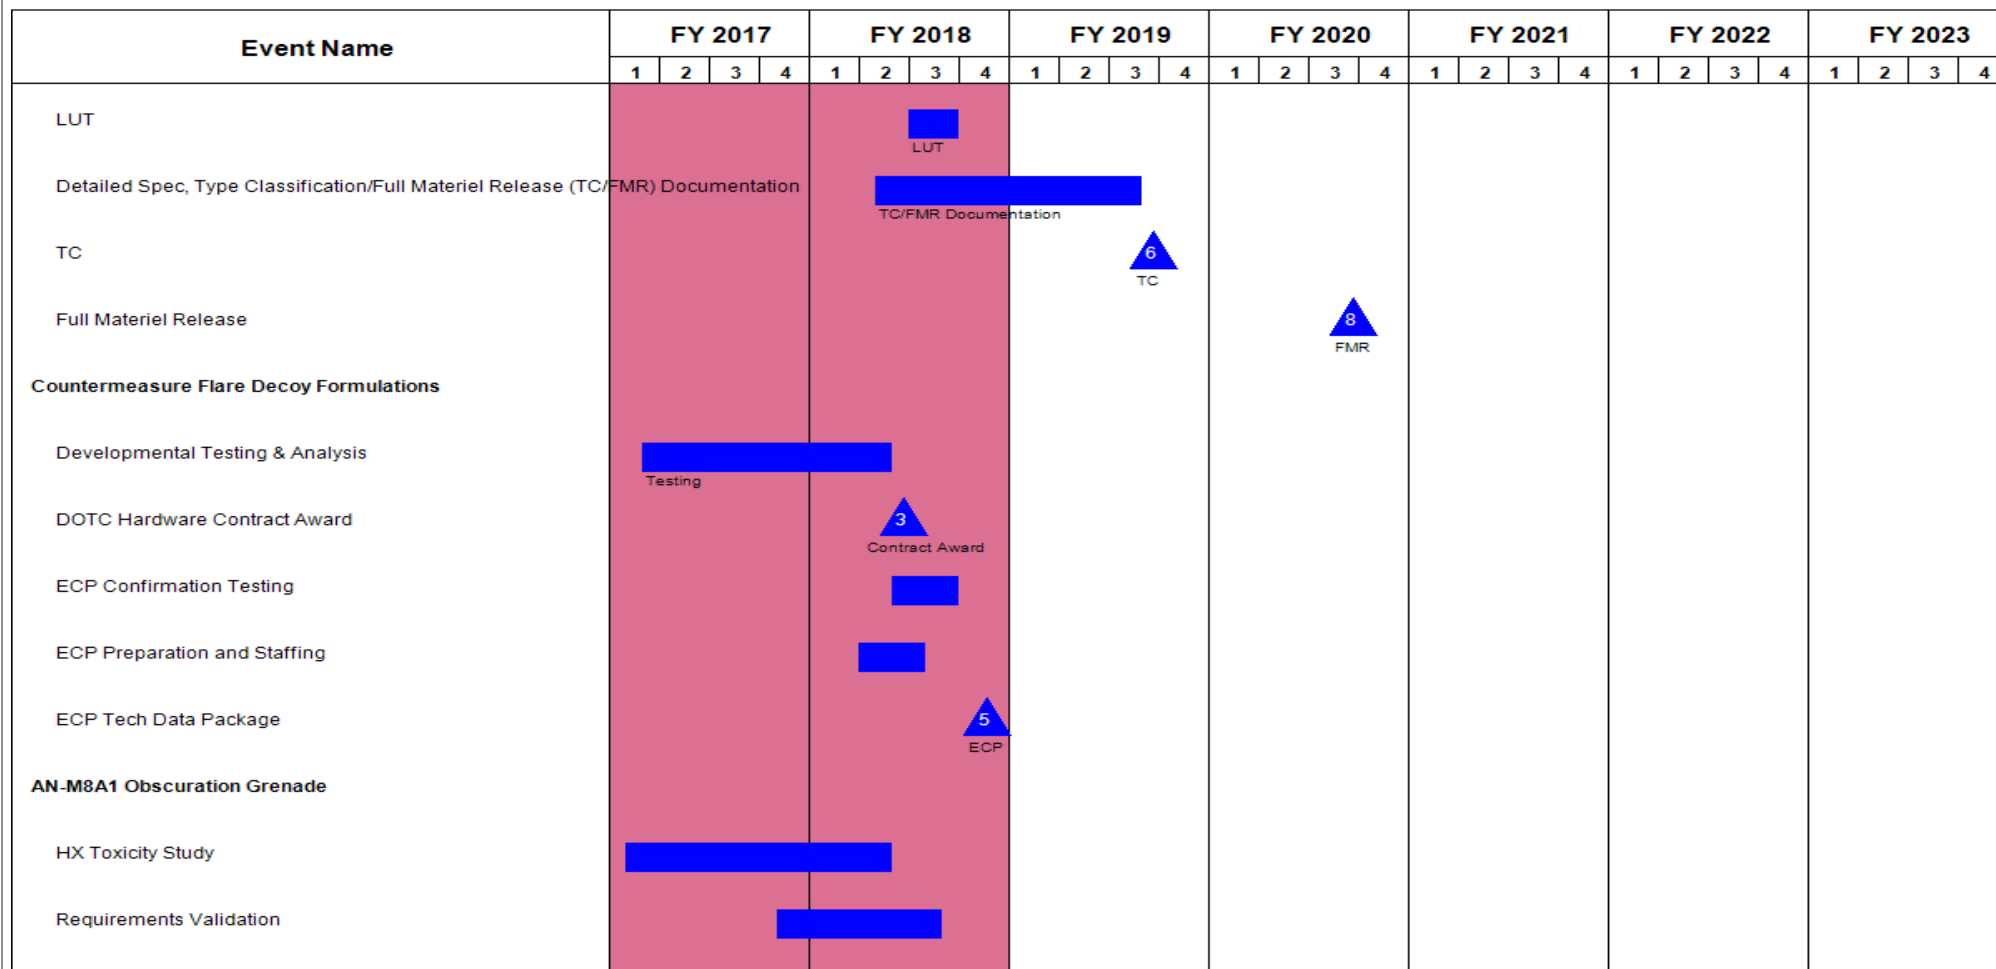 Event Name FY 2017 FY 2018 FY 2019 FY 2020 FY 2021 FY 2022 FY 2023
1 2 3 4 1 2 3 4 1 2 3 4 1 2 3 4 1 2 3 4 1 2 3 4 1 2 3 4
LUT
LUT
Detailed Spec, Type Classification/Full Materiel Release (TC/FMR) Documentation
TC/FMR Documentation
TC 6
TC
Full Materiel Release 8
FMR
Countermeasure Flare Decoy Formulations
Developmental Testing & Analysis
Testing
DOTC Hardware Contract Award 3
Contract Award
ECP Confirmation Testing
ECP Preparation and Staffing
ECP Tech Data Package 5
ECP
AN-M8A1 Obscuration Grenade
HX Toxicity Study
Requirements Validation